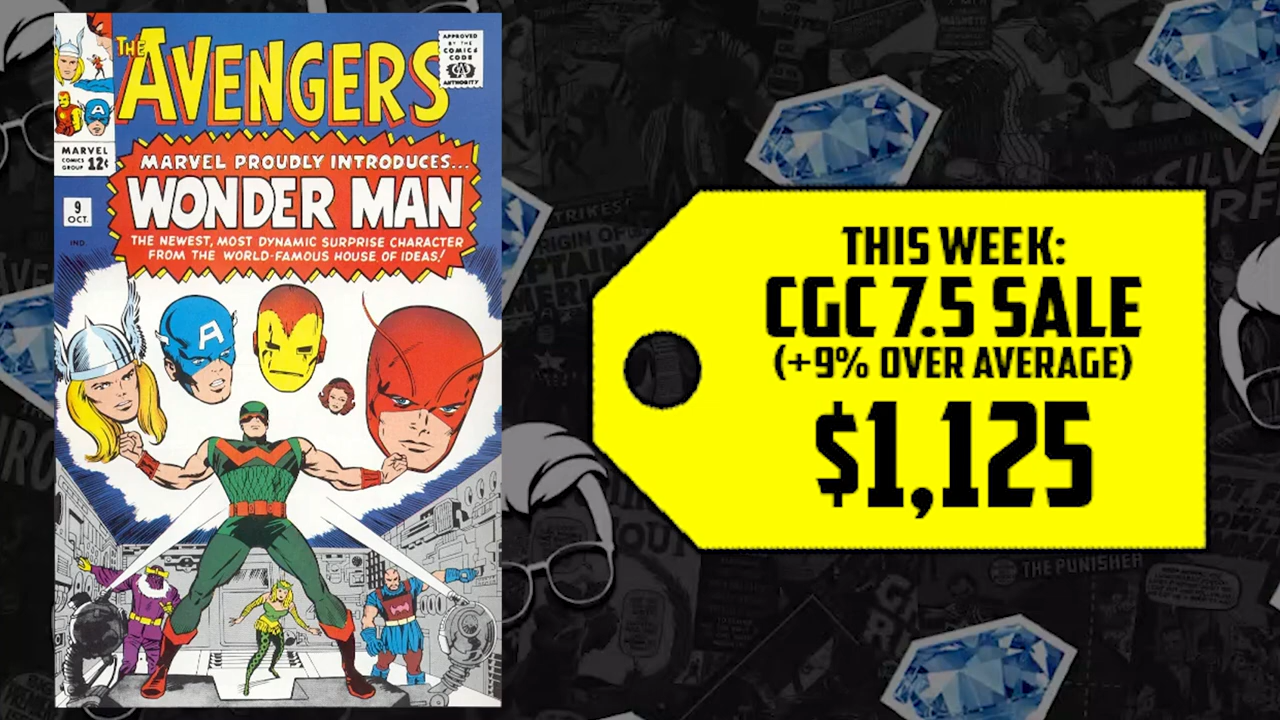 THE
AVENGERS
APPROVED
BY THE
COMICS
CODE
CA
AUTHORITY
MARVEL
COMICS
GROUP
12¢
9
OCT.
IND.
MARVEL PROUDLY INTRODUCES...
WONDER MAN
THE NEWEST, MOST DYNAMIC SURPRISE CHARACTER
FROM THE WORLD-FAMOUS HOUSE OF IDEAS!
A
THIS WEEK:
CGC 7.5 SALE
(+9% OVER AVERAGE)
$1,125
STRIKES!
THE PUNISHER